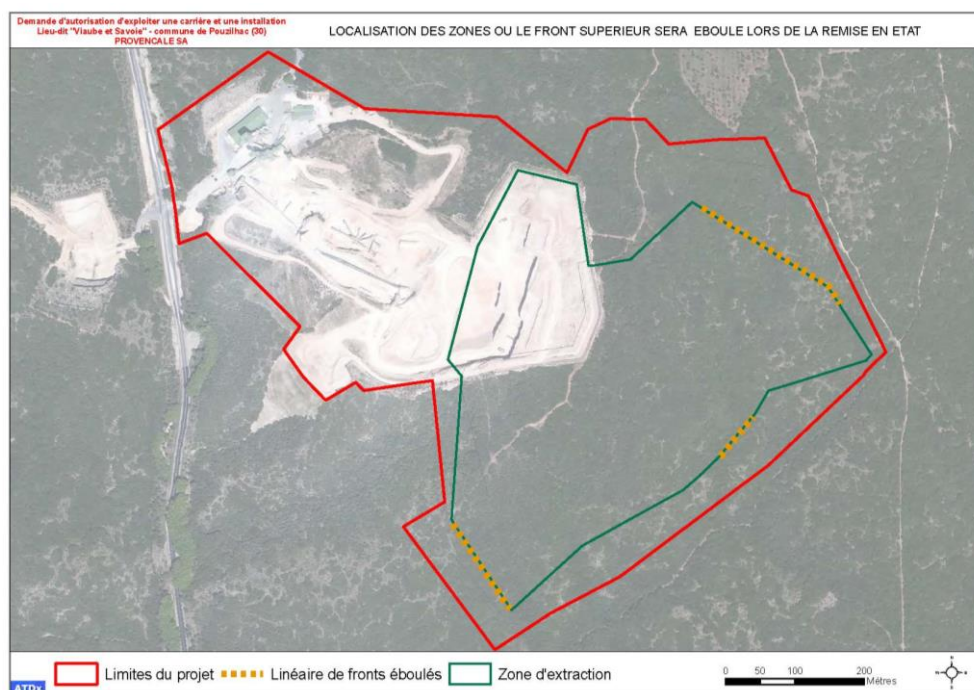 Demande d'autorisation d'exploiter une carrière et une installation
Lieu-dit "Viaube et Savoie" - commune de Pouzilhac (30)
PROVENCALE SA
LOCALISATION DES ZONES OU LE FRONT SUPERIEUR SERA EBOULE LORS DE LA REMISE EN ETAT
ATDx
Limites du projet
Linéaire de fronts éboulés
Zone d'extraction
0 50 100 200
Mètres